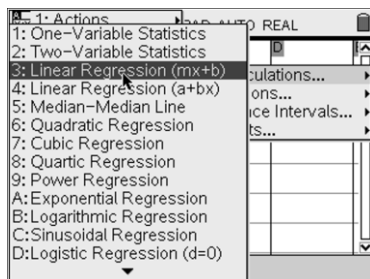 1: Actions RAD AUTO REAL
1: One-Variable Statistics
2: Two-Variable Statistics
3: Linear Regression (mx+b)
4: Linear Regression (a+bx)
5: Median-Median Line
6: Quadratic Regression
7: Cubic Regression
8: Quartic Regression
9: Power Regression
A: Exponential Regression
B: Logarithmic Regression
C: Sinusoidal Regression
D: Logistic Regression (d=0)
D
culations...
ons...
ce Intervals...
ts...